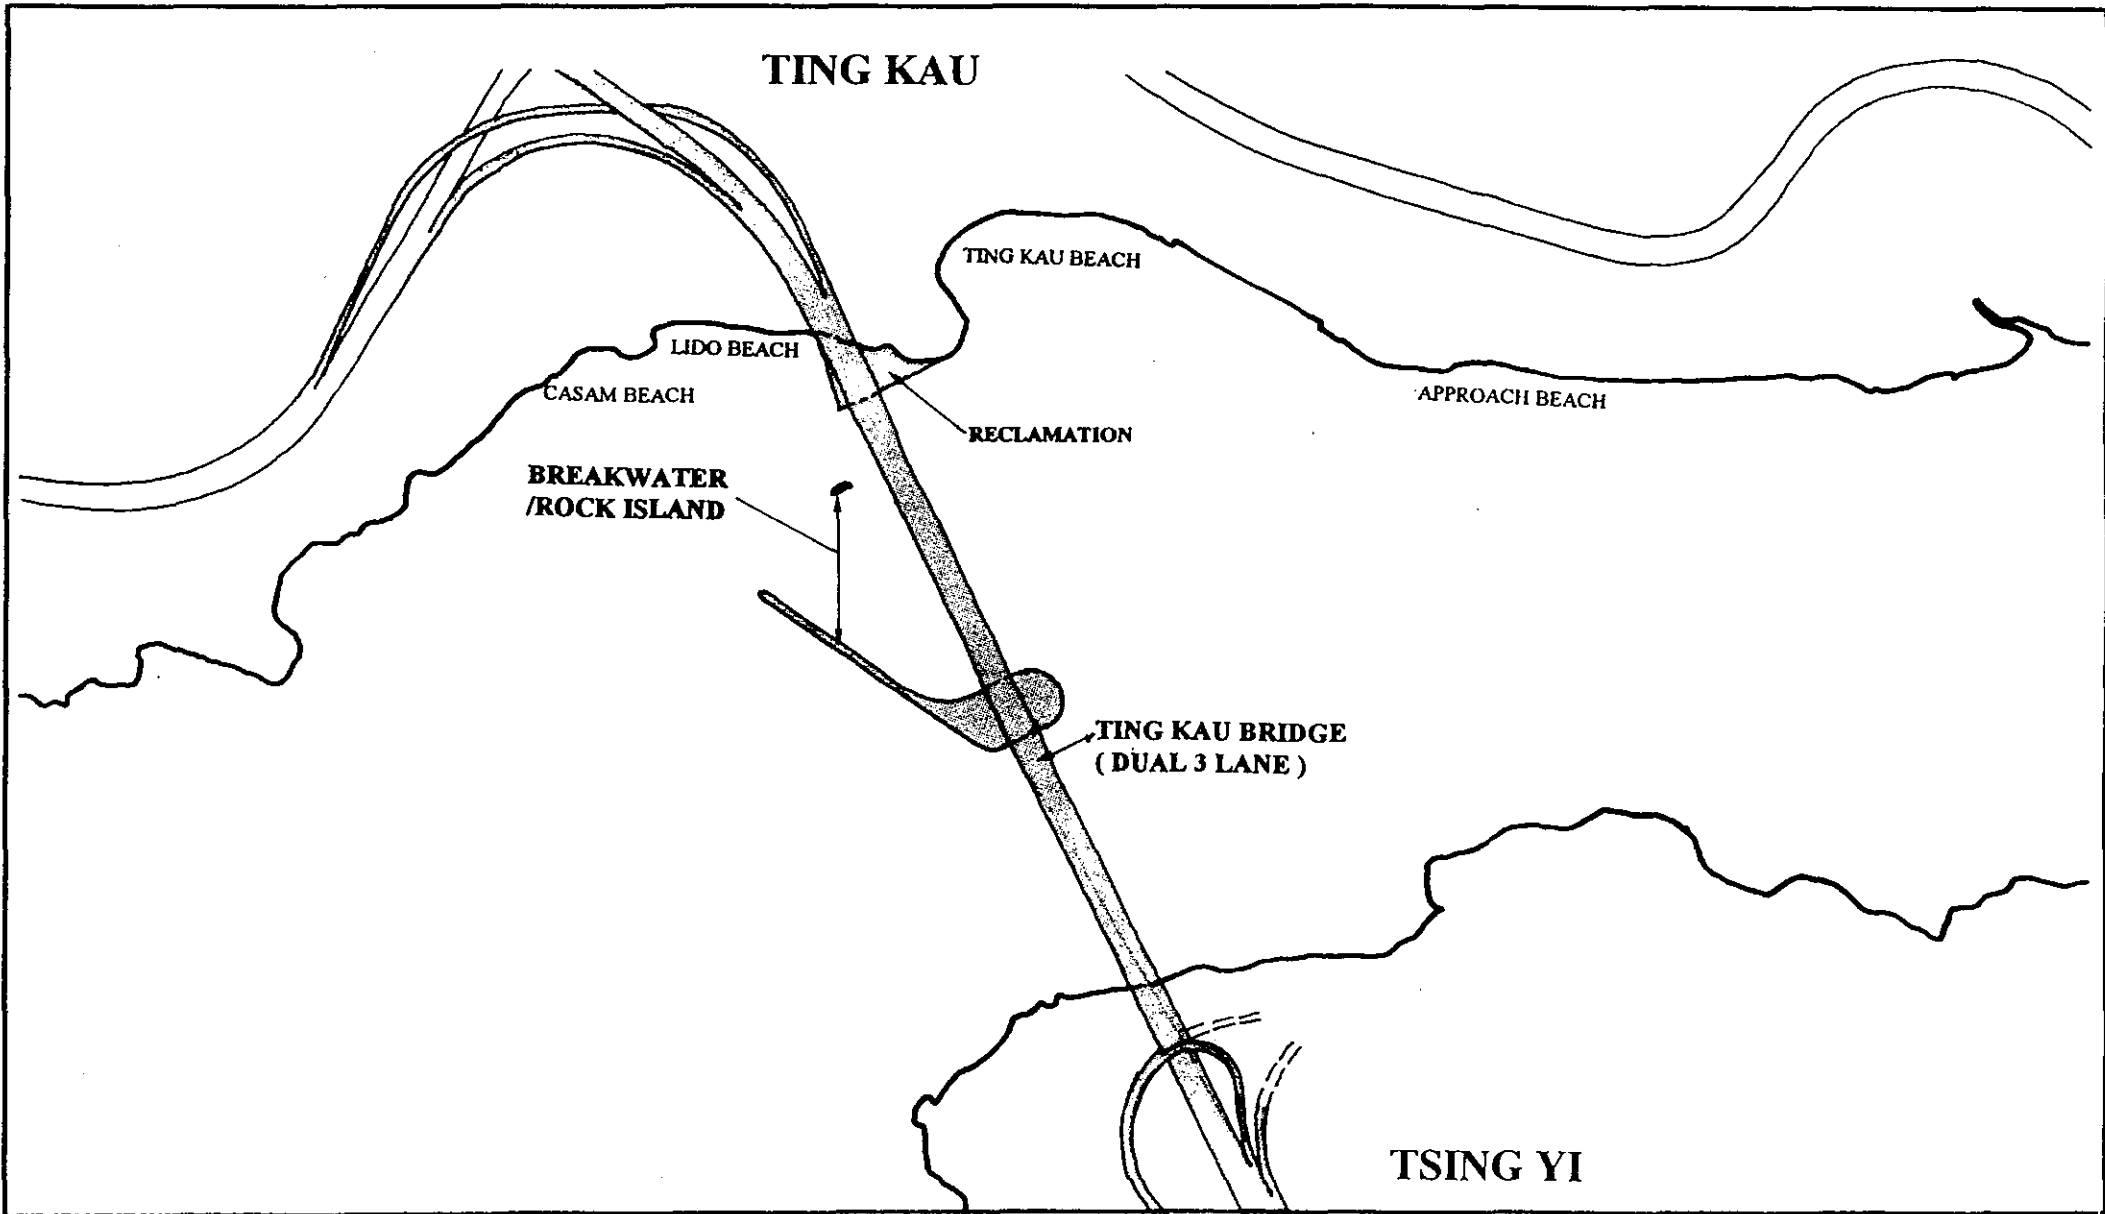 TING KAU
TING KAU BEACH
LIDO BEACH
CASAM BEACH
APPROACH BEACH
RECLAMATION
BREAKWATER
/ROCK ISLAND
TING KAU BRIDGE
( DUAL 3 LANE )
TSING YI